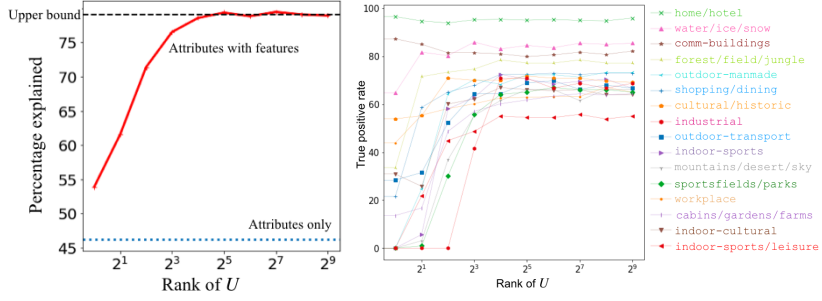 Upper bound
Attributes with features
Attributes only
Percentage explained
75
70
65
60
55
50
45
2^1
2^3
2^5
2^7
2^9
Rank of U
True positive rate
100
80
60
40
20
0
2^1
2^3
2^5
2^7
2^9
Rank of U
home/hotel
water/ice/snow
comm-buildings
forest/field/jungle
outdoor-manmade
shopping/dining
cultural/historic
industrial
outdoor-transport
indoor-sports
mountains/desert/sky
sportsfields/parks
workplace
cabins/gardens/farms
indoor-cultural
indoor-sports/leisure